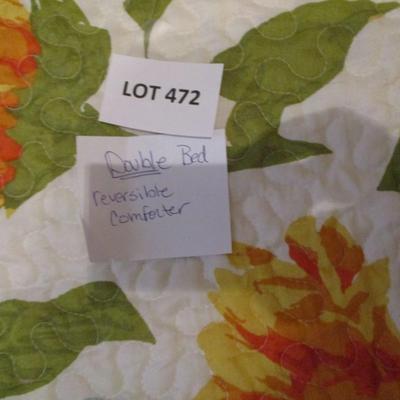 LOT 472
Double Bed
reversible
Comforter